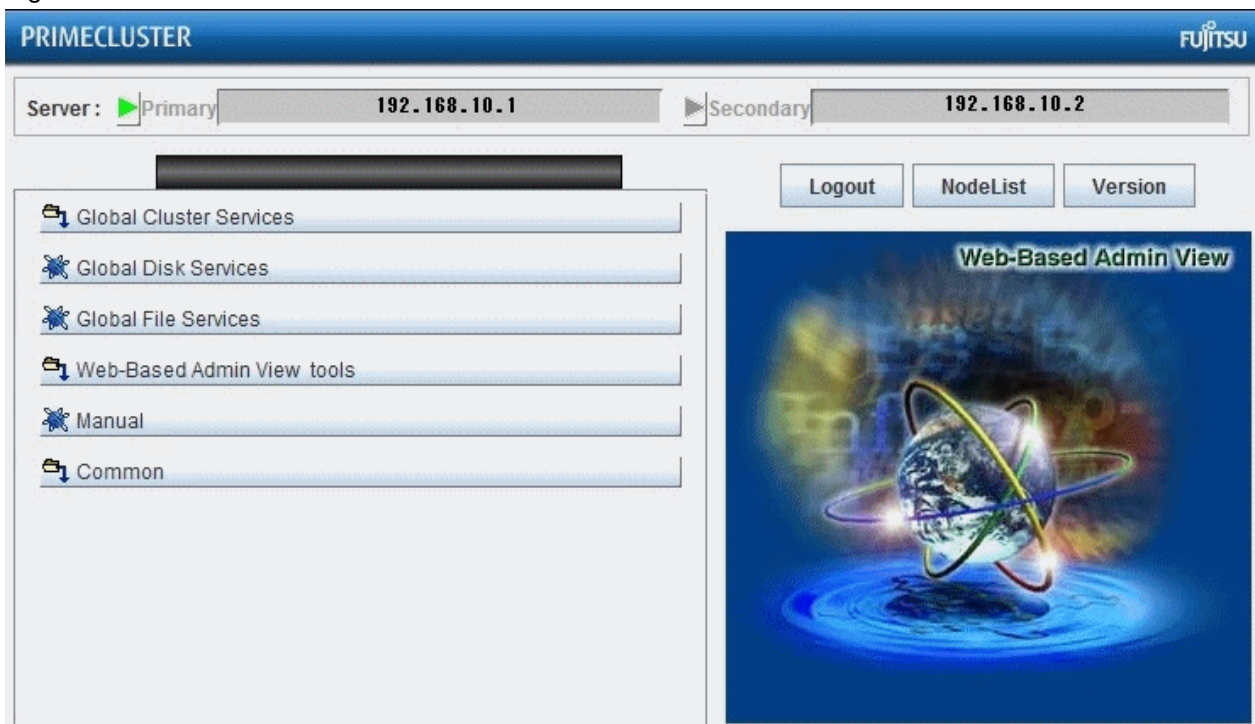 PRIMECLUSTER
FUJITSU
Server : Primary 192.168.10.1 Secondary 192.168.10.2
Logout NodeList Version
Global Cluster Services
Global Disk Services
Global File Services
Web-Based Admin View tools
Manual
Common
Web-Based Admin View